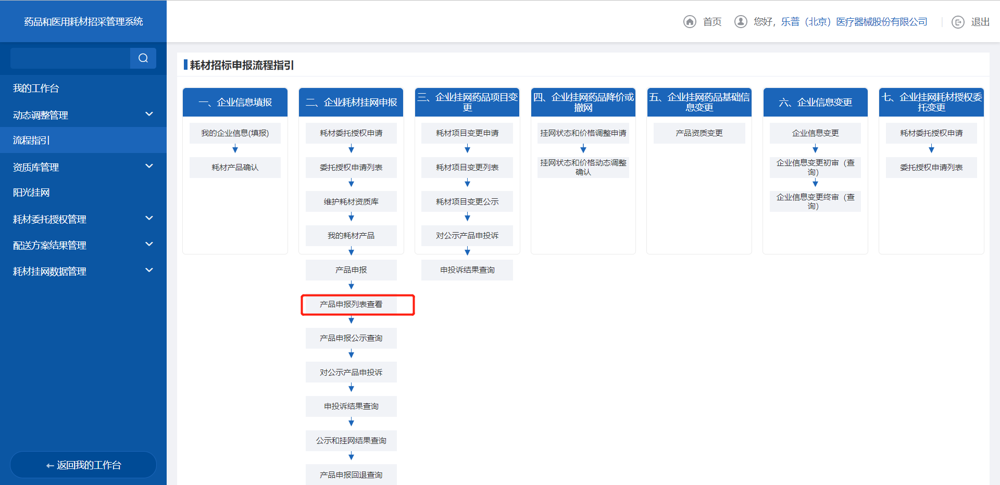 药品和医用耗材招采管理系统
首页
您好，乐普（北京）医疗器械股份有限公司
退出
我的工作台
动态调整管理
流程指引
资质库管理
阳光挂网
耗材委托授权管理
配送方案结果管理
耗材挂网数据管理
←返回我的工作台
耗材招标申报流程指引
一、企业信息填报
我的企业信息(填报)
耗材产品确认
二、企业耗材挂网申报
耗材委托授权申请
委托授权申请列表
维护耗材资质库
我的耗材产品
产品申报
产品申报列表查看
产品申报公示查询
对公示产品申投诉
申投诉结果查询
公示和挂网结果查询
产品申报回退查询
三、企业挂网药品项目变
更
耗材项目变更申请
耗材项目变更列表
耗材项目变更公示
对公示产品申投诉
申投诉结果查询
四、企业挂网药品降价或
撤网
挂网状态和价格调整申请
挂网状态和价格动态调整
确认
五、企业挂网药品基础信
息变更
产品资质变更
六、企业信息变更
企业信息变更
企业信息变更初审（查
询）
企业信息变更终审（查
询）
七、企业挂网耗材授权委
托变更
耗材委托授权申请
委托授权申请列表